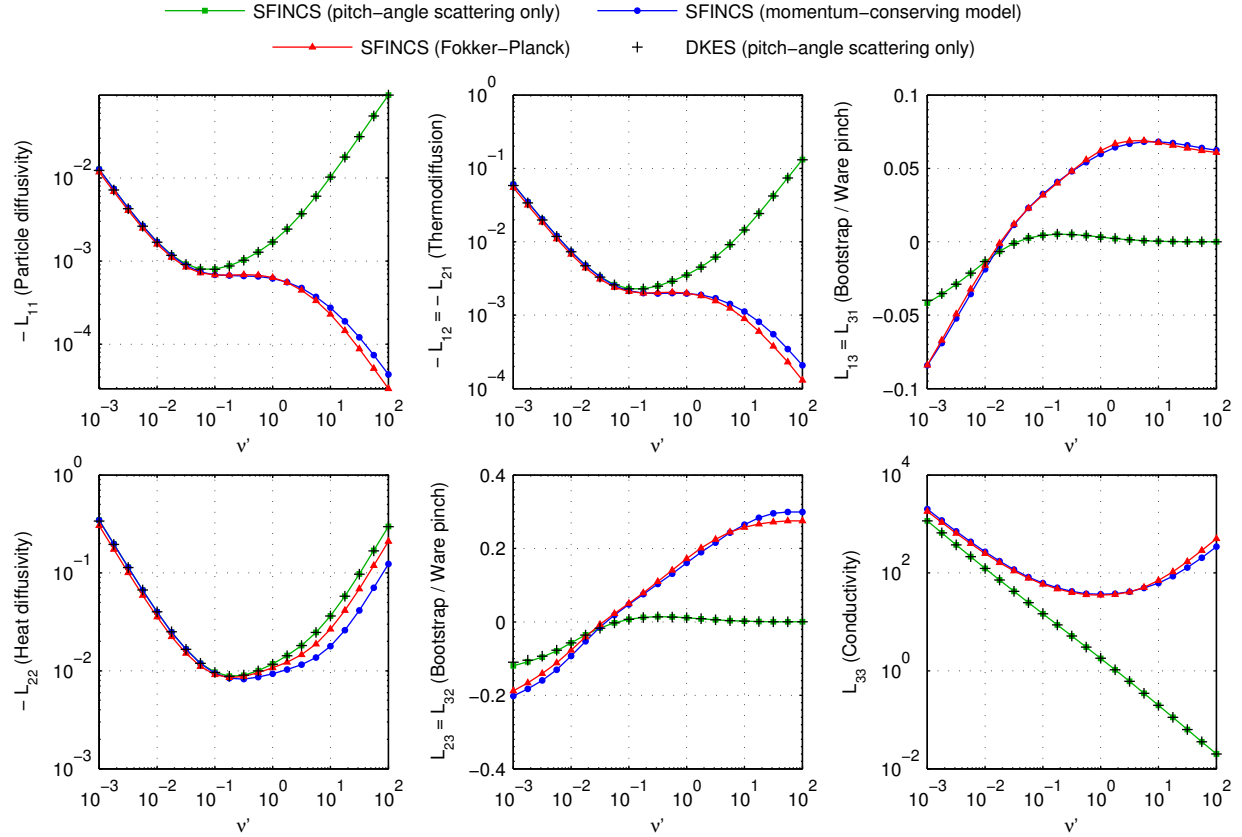 SFINCS (pitch−angle scattering only)
SFINCS (momentum−conserving model)
SFINCS (Fokker−Planck)
DKES (pitch−angle scattering only)
− L11 (Particle diffusivity)
10−2
10−3
10−4
10−3 10−2 10−1 100 101 102
ν'
− L12 = − L21 (Thermodiffusion)
100
10−1
10−2
10−3
10−4
10−3 10−2 10−1 100 101 102
ν'
L13 = L31 (Bootstrap / Ware pinch)
0.1
0.05
0
−0.05
−0.1
10−3 10−2 10−1 100 101 102
ν'
− L22 (Heat diffusivity)
100
10−1
10−2
10−3
10−3 10−2 10−1 100 101 102
ν'
L23 = L32 (Bootstrap / Ware pinch)
0.4
0.2
0
−0.2
−0.4
10−3 10−2 10−1 100 101 102
ν'
L33 (Conductivity)
104
102
100
10−2
10−3 10−2 10−1 100 101 102
ν'